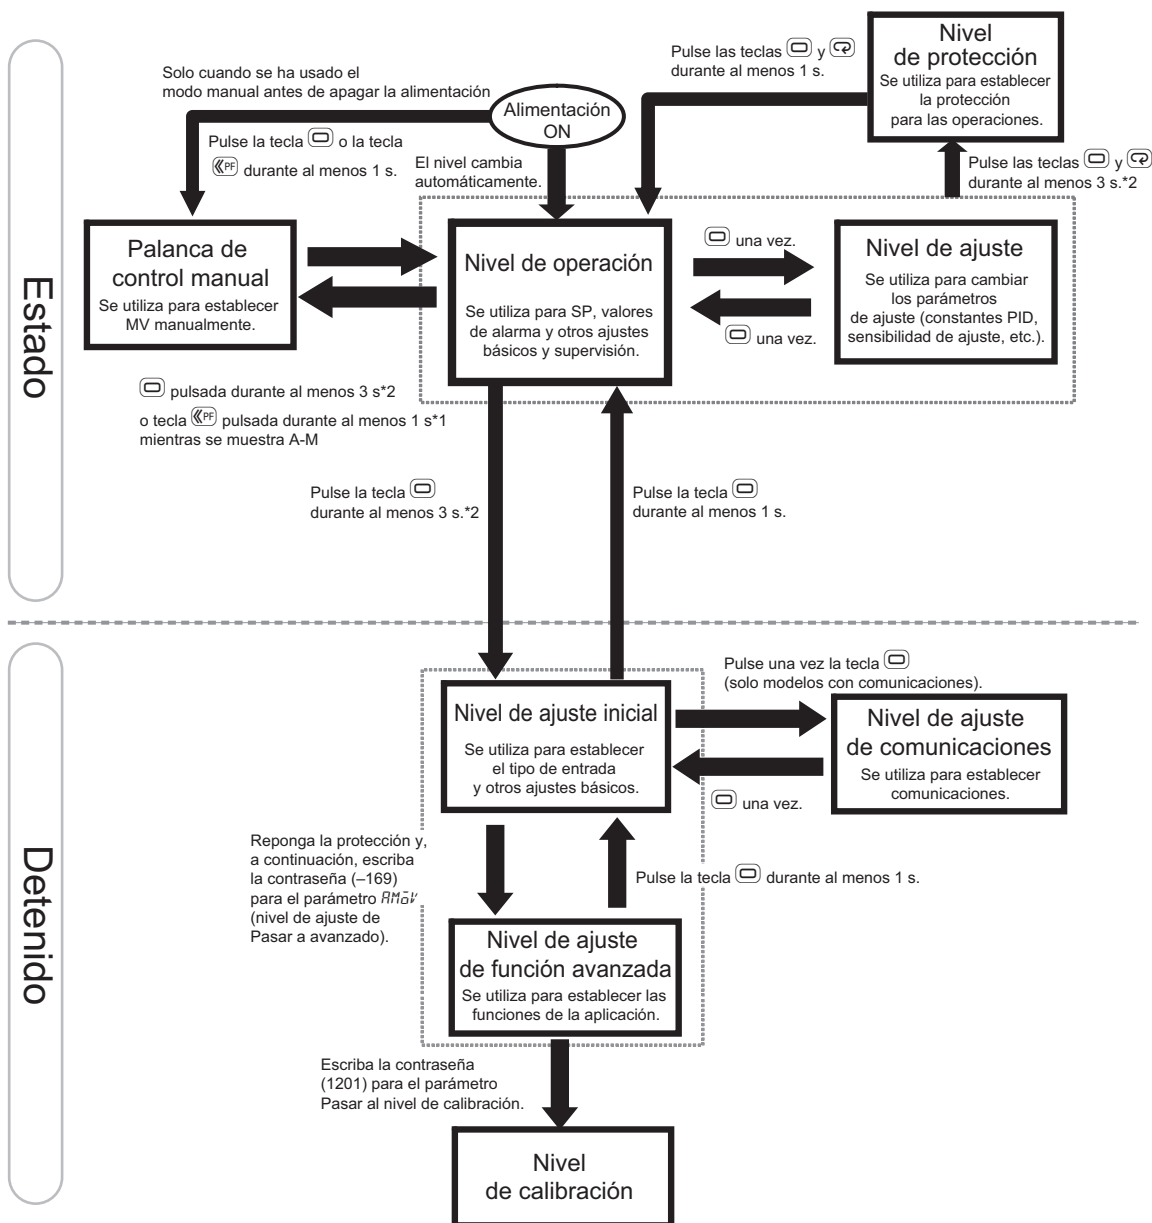 Estado
Solo cuando se ha usado el
modo manual antes de apagar la alimentación
Alimentación
ON
Pulse las teclas y
durante al menos 1 s.
Nivel
de protección
Se utiliza para establecer
la protección
para las operaciones.
Pulse la tecla o la tecla
PF durante al menos 1 s.
El nivel cambia
automáticamente.
Pulse las teclas y
durante al menos 3 s.*2
Palanca de
control manual
Se utiliza para establecer
MV manualmente.
Nivel de operación
Se utiliza para SP, valores
de alarma y otros ajustes
básicos y supervisión.
una vez.
una vez.
Nivel de ajuste
Se utiliza para cambiar
los parámetros
de ajuste (constantes PID,
sensibilidad de ajuste, etc.).
pulsada durante al menos 3 s*2
o tecla PF pulsada durante al menos 1 s*1
mientras se muestra A-M
Pulse la tecla
durante al menos 3 s.*2
Pulse la tecla
durante al menos 1 s.
Detenido
Nivel de ajuste inicial
Se utiliza para establecer
el tipo de entrada
y otros ajustes básicos.
Pulse una vez la tecla
(solo modelos con comunicaciones).
una vez.
Nivel de ajuste
de comunicaciones
Se utiliza para establecer
comunicaciones.
Reponga la protección y,
a continuación, escriba
la contraseña (–169)
para el parámetro
(nivel de ajuste de
Pasar a avanzado).
Pulse la tecla durante al menos 1 s.
Nivel de ajuste
de función avanzada
Se utiliza para establecer las
funciones de la aplicación.
Escriba la contraseña
(1201) para el parámetro
Pasar al nivel de calibración.
Nivel
de calibración